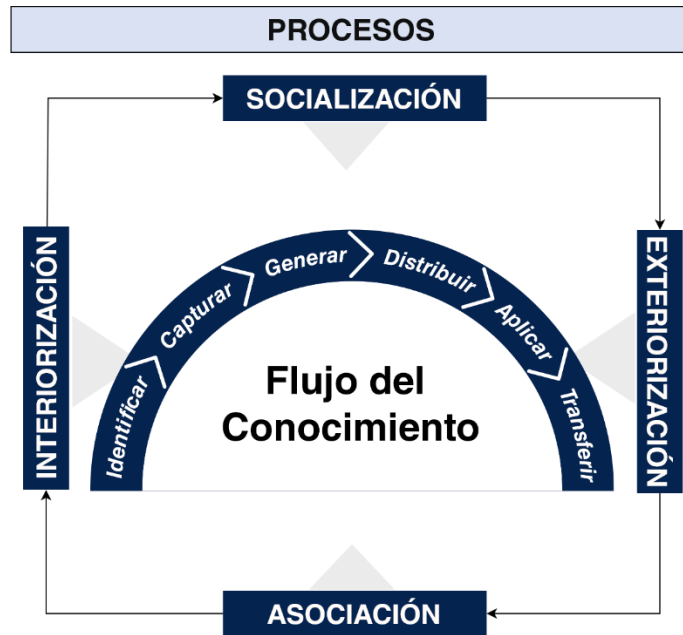 PROCESOS
SOCIALIZACIÓN
INTERIORIZACIÓN
EXTERIORIZACIÓN
Identificar
Capturar
Generar
Distribuir
Aplicar
Transferir
Flujo del
Conocimiento
ASOCIACIÓN